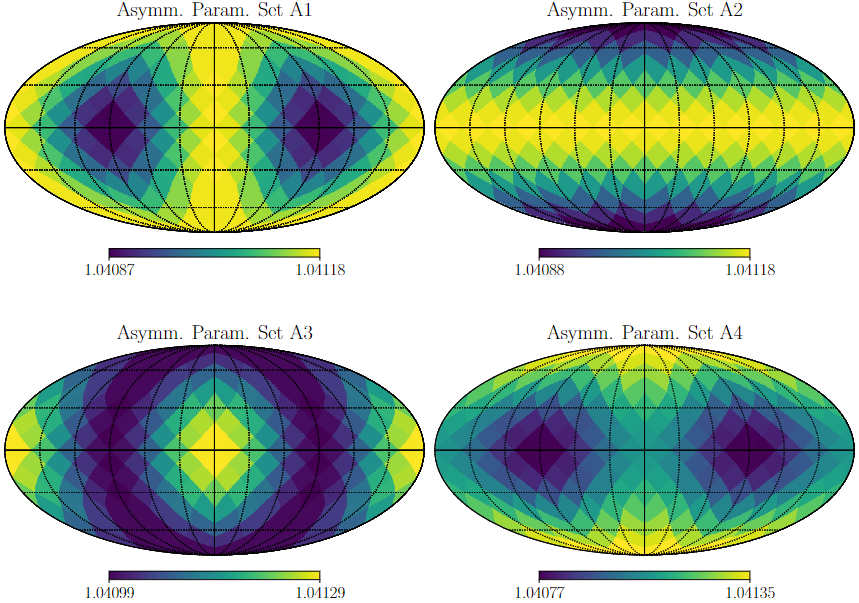 Asymm. Param. Set A1
Asymm. Param. Set A2
1.04087
1.04118
1.04088
1.04118
Asymm. Param. Set A3
Asymm. Param. Set A4
1.04099
1.04129
1.04077
1.04135